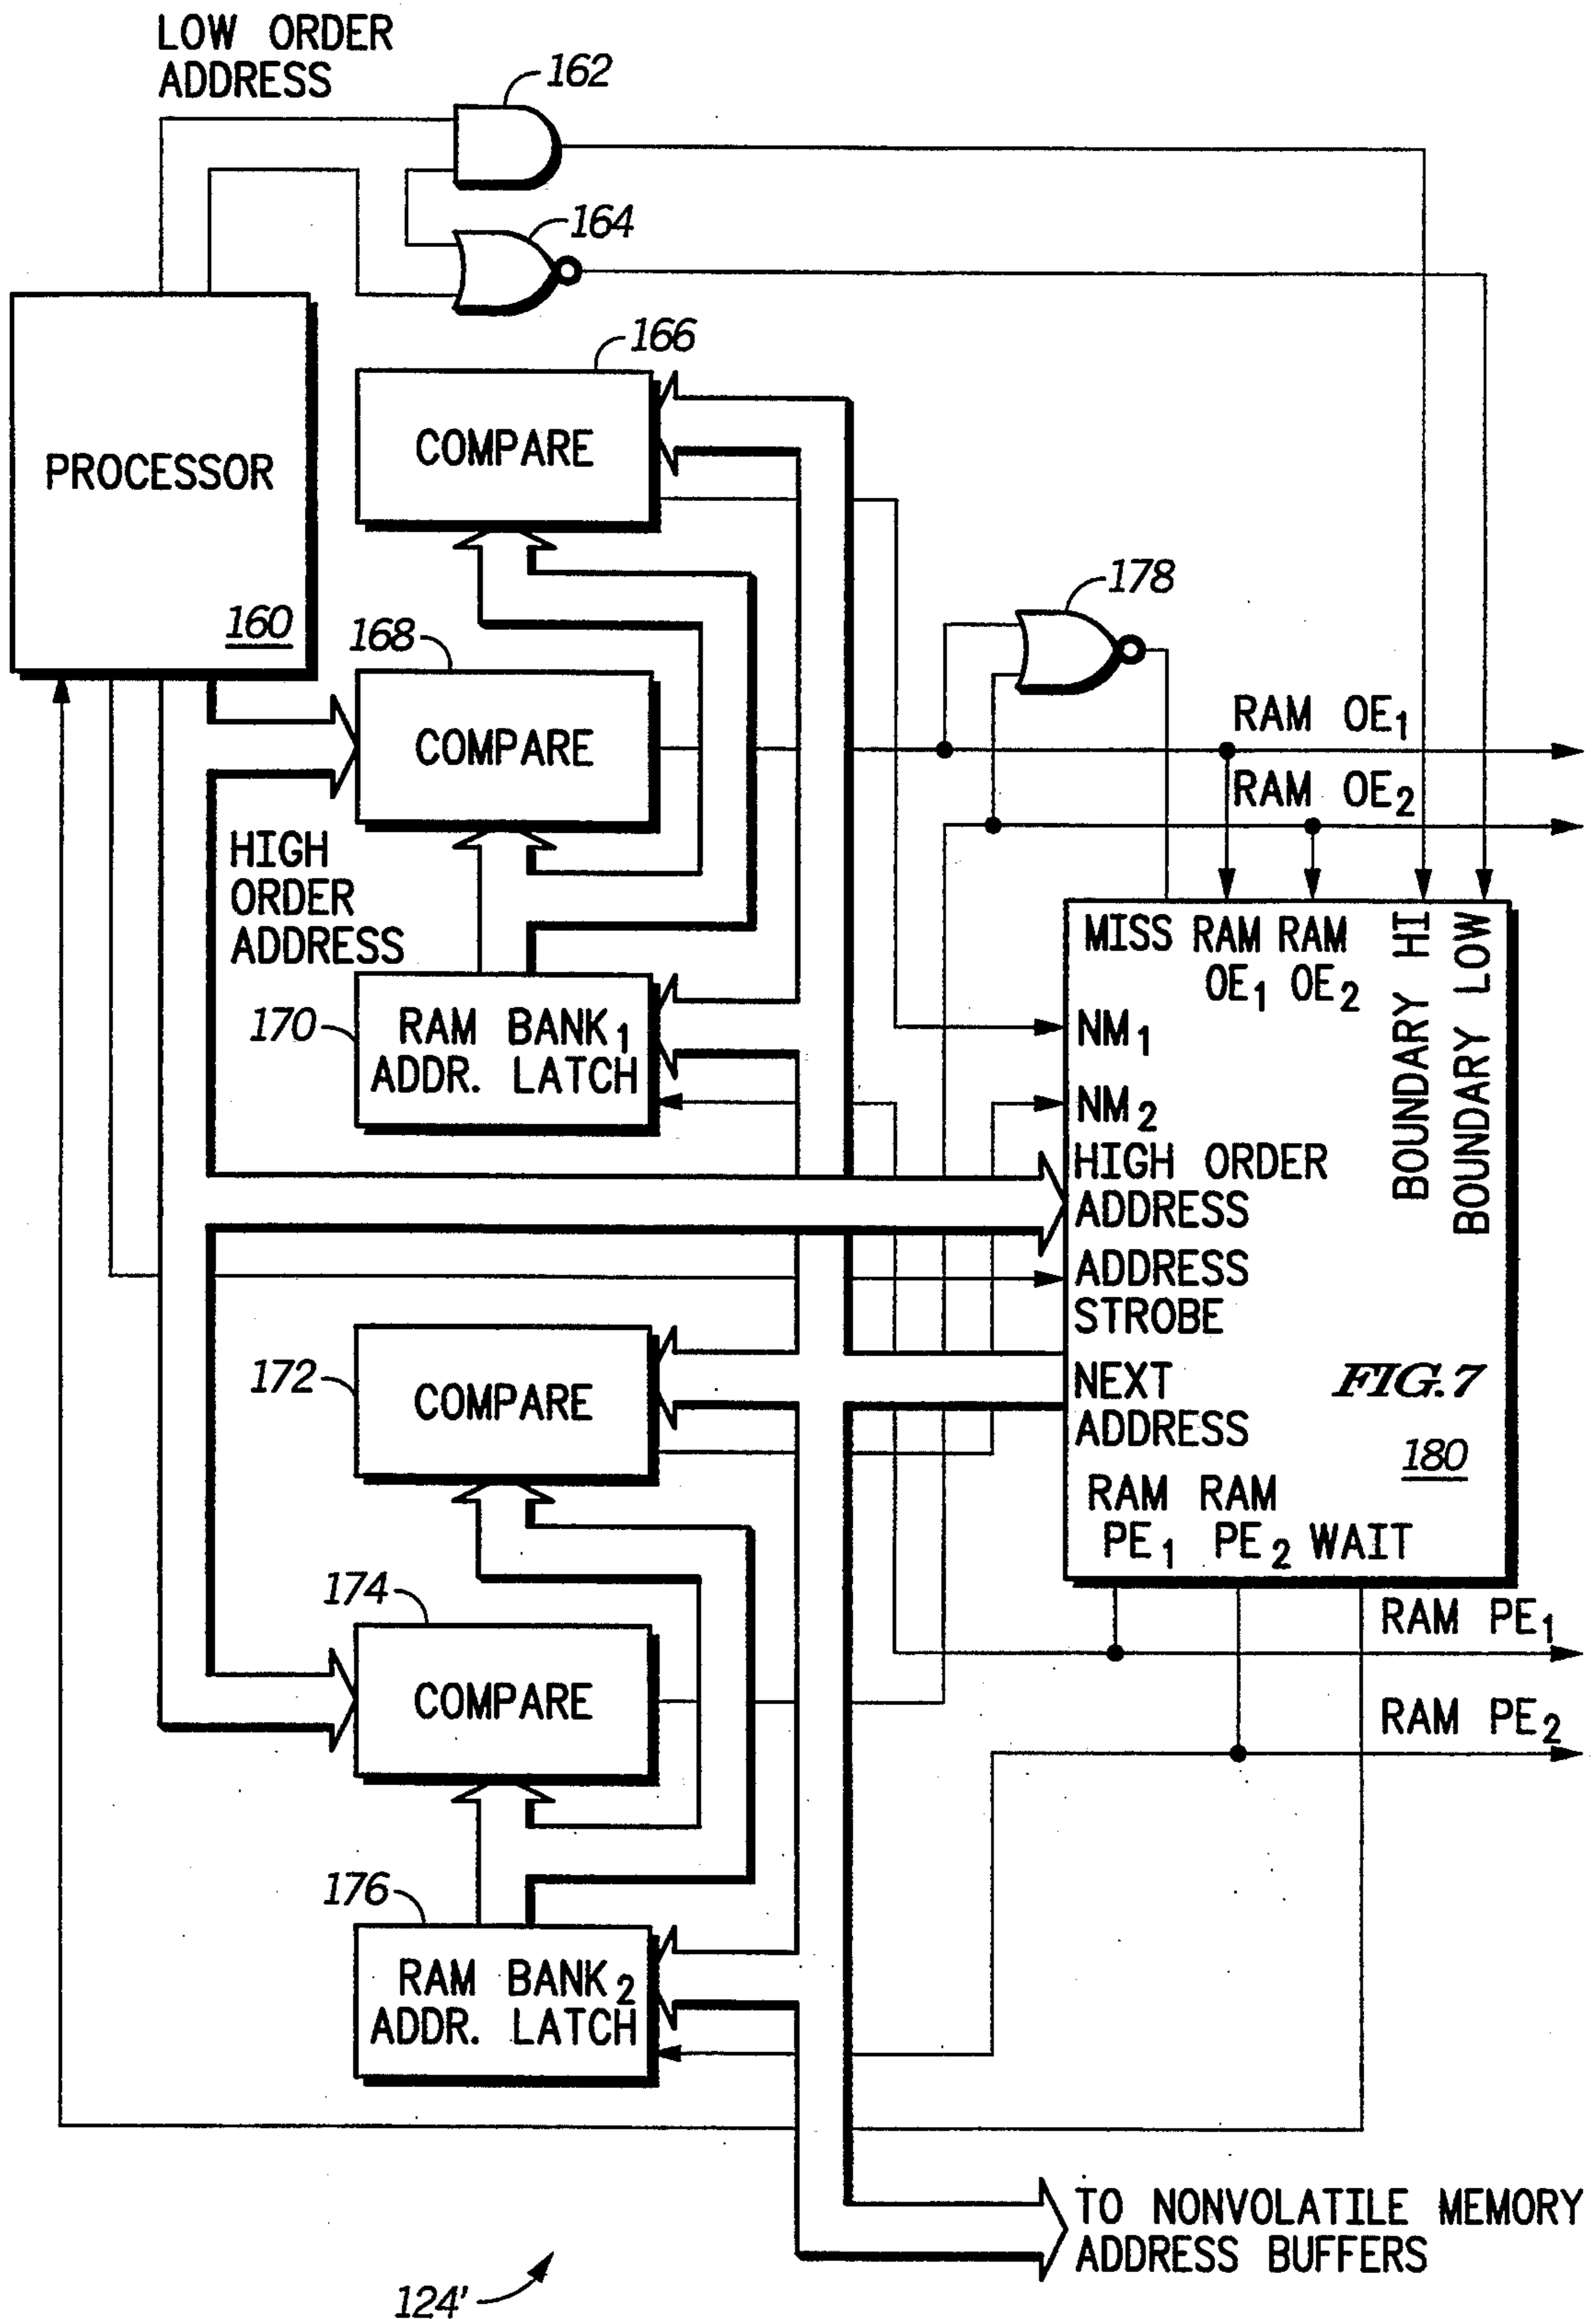 LOW ORDER
ADDRESS
162
164
166
COMPARE
PROCESSOR
160
168
COMPARE
178
RAM OE1
RAM OE2
HIGH
ORDER
ADDRESS
170
RAM BANK1
ADDR. LATCH
MISS RAM RAM
OE1 OE2
BOUNDARY HI
BOUNDARY LOW
NM1
NM2
HIGH ORDER
ADDRESS
ADDRESS
STROBE
NEXT
ADDRESS
FIG.7
180
RAM RAM
PE1 PE2 WAIT
172
COMPARE
RAM PE1
174
COMPARE
RAM PE2
176
RAM BANK2
ADDR. LATCH
TO NONVOLATILE MEMORY
ADDRESS BUFFERS
124'